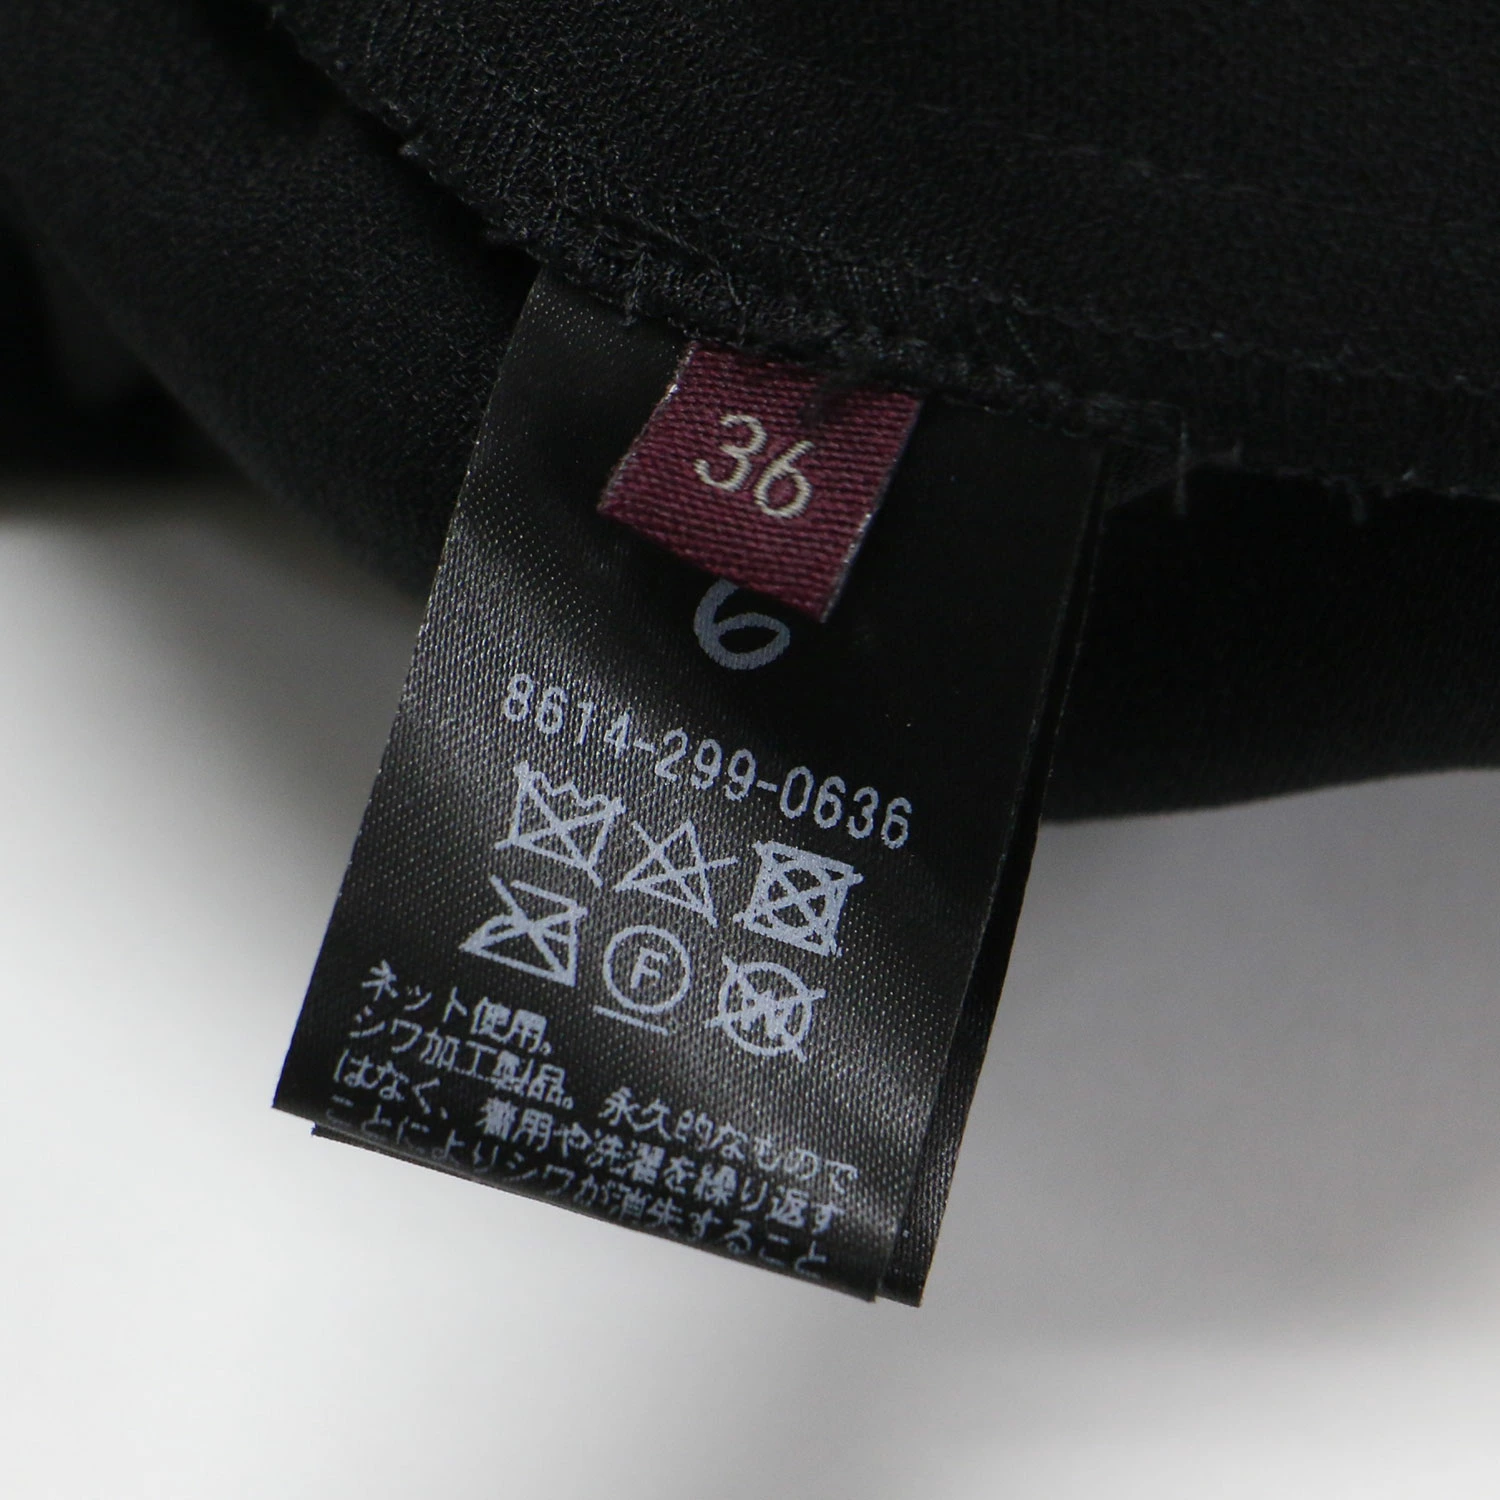 36
6
8614-299-0636
F
W
ネット使用。
シワ加工製品。永久的なもので
はなく、着用や洗濯を繰り返す
ことによりシワが消失すること